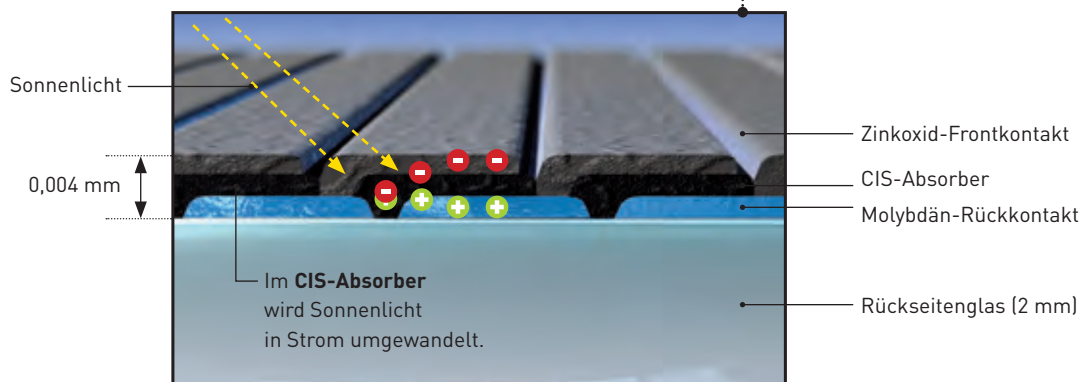 Sonnenlicht
0,004 mm
Zinkoxid-Frontkontakt
CIS-Absorber
Molybdän-Rückkontakt
Im CIS-Absorber
wird Sonnenlicht
in Strom umgewandelt.
Rückseitenglas (2 mm)